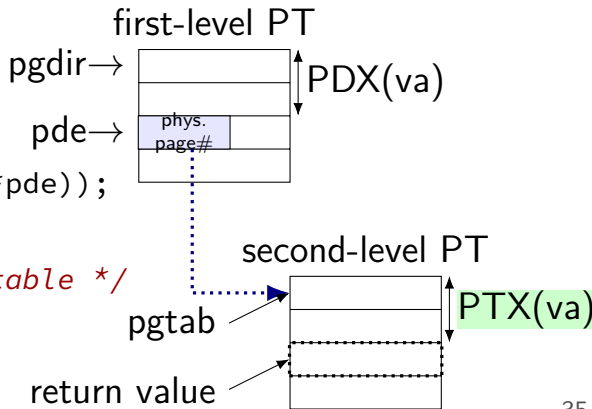 first-level PT
pgdir→
PDX(va)
pde→
phys.
page#
pde));
second-level PT
table */
PTX(va)
pgtab
return value